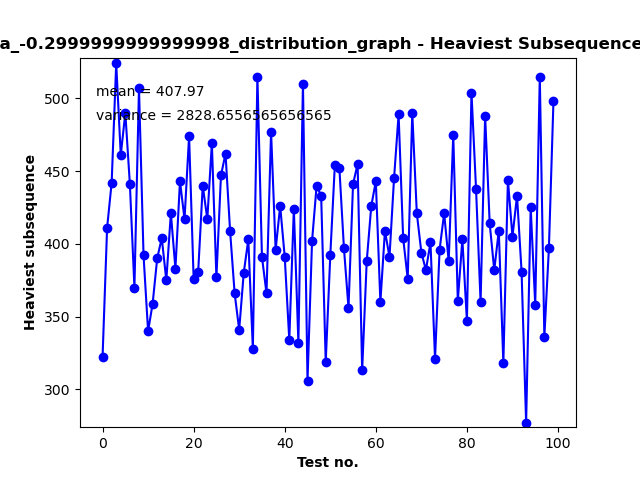 a_-0.2999999999999998_distribution_graph - Heaviest Subsequence
mean = 407.97
variance = 2828.6556565656565
Heaviest subsequence
500
450
400
350
300
0 20 40 60 80 100
Test no.